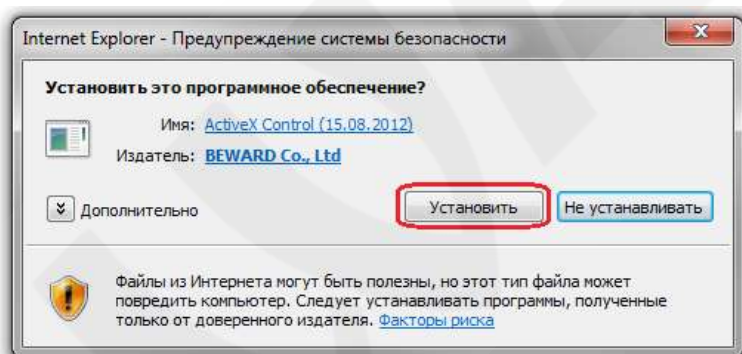 Internet Explorer - Предупреждение системы безопасности
Установить это программное обеспечение?
Имя: ActiveX Control (15.08.2012)
Издатель: BEWARD Co., Ltd
Дополнительно
Установить
Не устанавливать
Файлы из Интернета могут быть полезны, но этот тип файла может
повредить компьютер. Следует устанавливать программы, полученные
только от доверенного издателя. Факторы риска